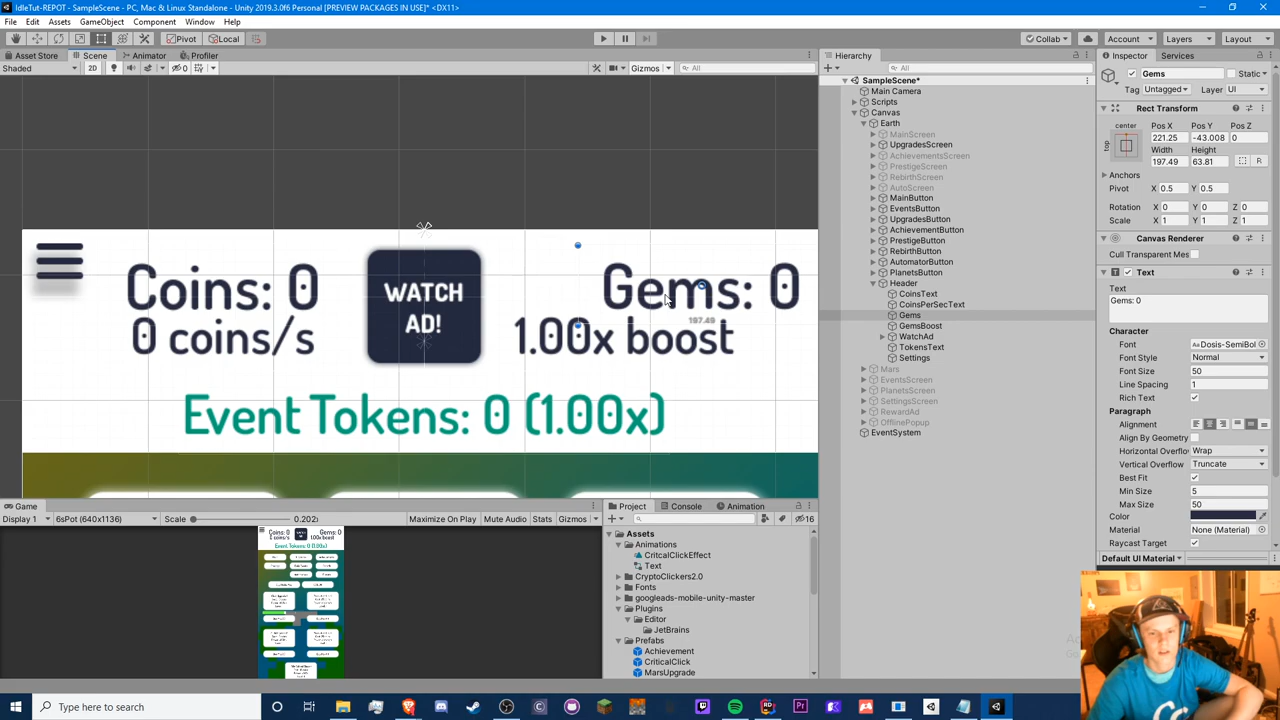 IdleTut-REPOT - SampleScene - PC, Mac & Linux Standalone - Unity 2019.3.0f6 Personal [PREVIEW PACKAGES IN USE]* <DX11>
File Edit Assets GameObject Component Window Help
Pivot Local Collab Account Layers Layout
Asset Store Scene Animator Profiler
Shaded 2D 0 Gizmos All
Coins: 0
0 coins/s
WATCH
AD!
Gems: 0
197.49
1.00x boost
Event Tokens: 0 (1.00x)
Hierarchy
All
SampleScene*
Main Camera
Scripts
Canvas
Earth
MainScreen
UpgradesScreen
AchievementsScreen
PrestigeScreen
RebirthScreen
AutoScreen
MainButton
EventsButton
UpgradesButton
AchievementButton
PrestigeButton
RebirthButton
AutomatorButton
PlanetsButton
Header
CoinsText
CoinsPerSecText
Gems
GemsBoost
WatchAd
TokensText
Settings
Mars
EventsScreen
PlanetsScreen
SettingsScreen
RewardAd
OfflinePopup
EventSystem
Inspector Services
Gems Static
Tag Untagged Layer UI
Rect Transform
center Pos X Pos Y Pos Z
top 221.25 -43.008 0
Width Height
197.49 63.81 R
Anchors
Pivot X 0.5 Y 0.5
Rotation X 0 Y 0 Z 0
Scale X 1 Y 1 Z 1
Canvas Renderer
Cull Transparent Mes
Text
Text
Gems: 0
Character
Font Dosis-SemiBol
Font Style Normal
Font Size 50
Line Spacing 1
Rich Text
Paragraph
Alignment
Align By Geometry
Horizontal Overflo Wrap
Vertical Overflow Truncate
Best Fit
Min Size 5
Max Size 50
Color
Material None (Material)
Raycast Target
Default UI Material
Game
Display 1 6sPot (640x1136) Scale 0.202 Maximize On Play Mute Audio Stats Gizmos
Project Console Animation
16
Assets
Animations
CritcalClickEffect
Text
CryptoClickers2.0
Fonts
googleads-mobile-unity-master
Plugins
Editor
JetBrains
Prefabs
Achievement
CriticalClick
MarsUpgrade
Type here to search